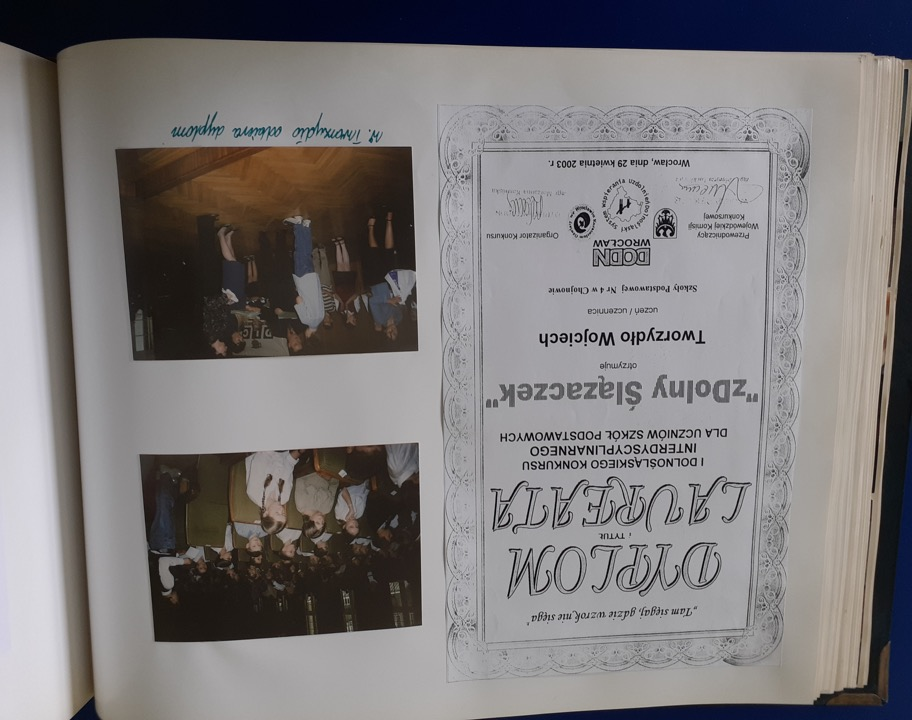 „Tam sięgaj, gdzie wzrok nie sięga”
DYPLOM
i TYTUŁ
LAUREATA
I DOLNOŚLĄSKIEGO KONKURSU
INTERDYSCYPLINARNEGO
DLA UCZNIÓW SZKÓŁ PODSTAWOWYCH
"zDolny Ślązaczek"
otrzymuje
Tworzydło Wojciech
uczeń / uczennica
Szkoły Podstawowej Nr 4 w Chojnowie
Przewodniczący
Wojewódzkiej Komisji
Konkursowej
DODN
WROCŁAW
Organizator Konkursu
Wrocław, dnia 29 kwietnia 2003 r.
W. Tworzydło odbiera dyplom